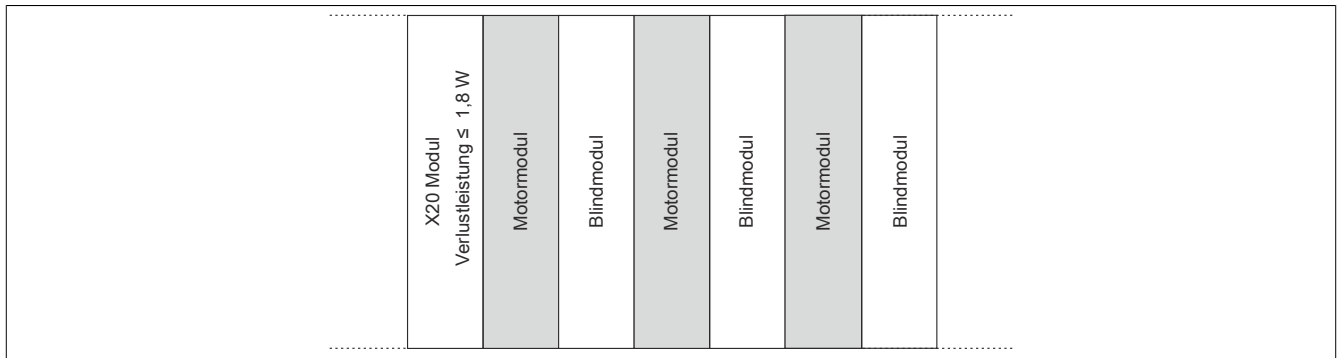 X20 Modul
Verlustleistung ≤ 1,8 W
Motormodul
Blindmodul
Motormodul
Blindmodul
Motormodul
Blindmodul